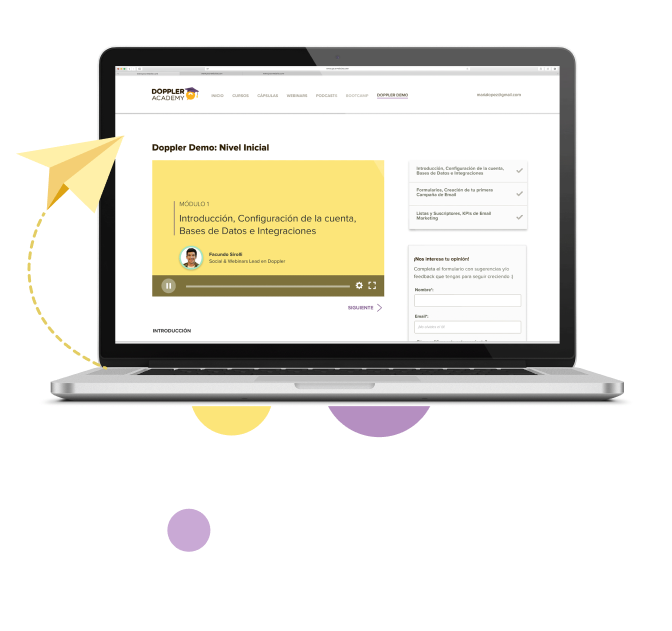 DOPPLER
ACADEMY
INICIO CURSOS CÁPSULAS WEBINARS PODCASTS BOOTCAMP DOPPLER DEMO
Doppler Demo: Nivel Inicial
MÓDULO 1
Introducción, Configuración de la cuenta,
Bases de Datos e Integraciones
Facundo Sirelli
Social & Webinars Lead en Doppler
SIGUIENTE
INTRODUCCIÓN
Introducción, Configuración de la cuenta,
Bases de Datos e Integraciones
Formularios, Creación de tu primera
Campaña de Email
Listas y Suscriptores, KPIs de Email
Marketing
¡Nos interesa tu opinión!
Completa el formulario con sugerencias y/o
feedback que tengas para seguir creciendo :)
Nombre*:
Email*: